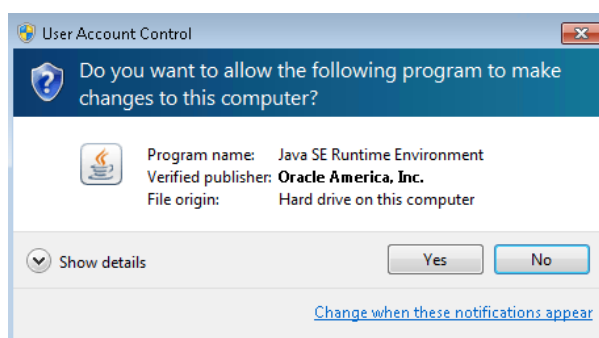 User Account Control
Do you want to allow the following program to make
changes to this computer?
Program name: Java SE Runtime Environment
Verified publisher: Oracle America, Inc.
File origin: Hard drive on this computer
Show details
Yes
No
Change when these notifications appear